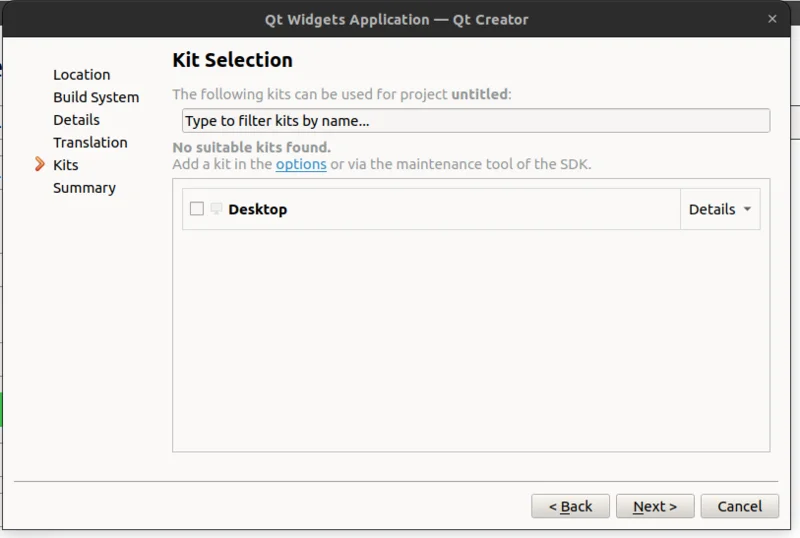 Qt Widgets Application — Qt Creator
Location
Build System
Details
Translation
Kits
Summary
Kit Selection
The following kits can be used for project untitled:
Type to filter kits by name...
No suitable kits found.
Add a kit in the options or via the maintenance tool of the SDK.
Desktop
Details
< Back
Next >
Cancel